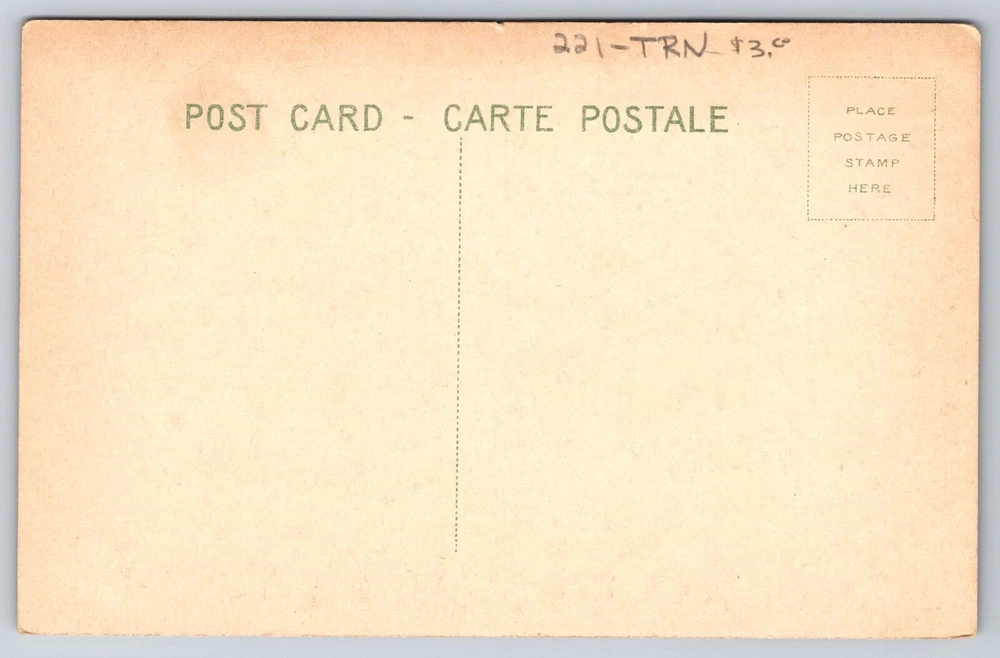 221-TRN $3.00
POST CARD - CARTE POSTALE
PLACE
POSTAGE
STAMP
HERE